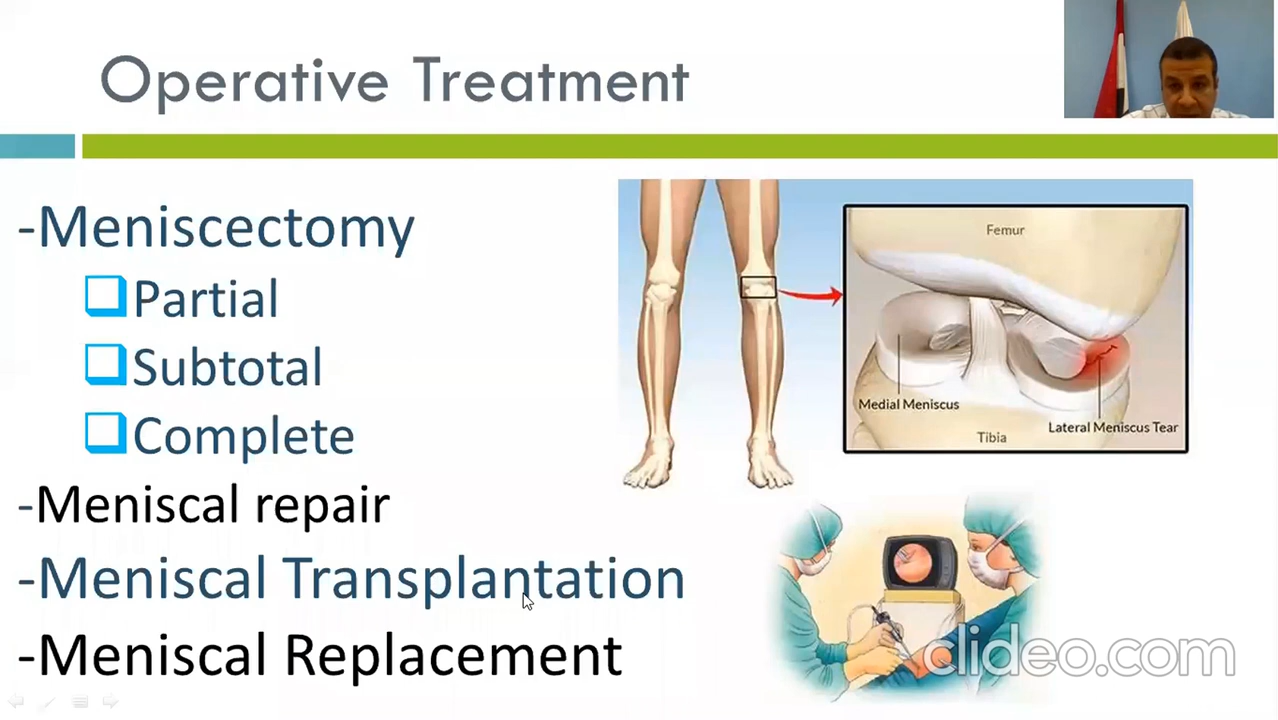 Operative Treatment
-Meniscectomy
Partial
Subtotal
Complete
-Meniscal repair
-Meniscal Transplantation
-Meniscal Replacement
Femur
Medial Meniscus
Lateral Meniscus Tear
Tibia
clideo.com